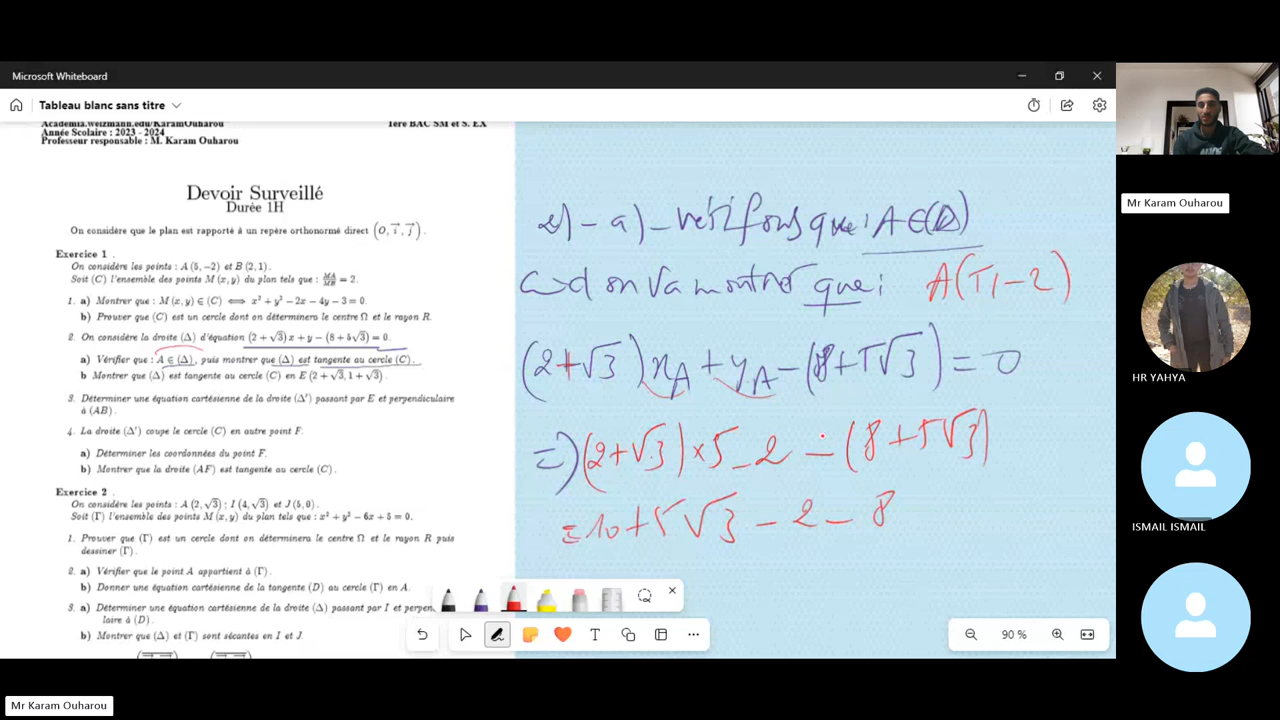 Microsoft Whiteboard
Tableau blanc sans titre
Academia.weizmann.edu/KaramOuharou
1ère BAC SM et S. EX
Année Scolaire : 2023 - 2024
Professeur responsable : M. Karam Ouharou
Devoir Surveillé
Durée 1H
On considère que le plan est rapporté à un repère orthonormé direct (O, i⃗, j⃗).
Exercice 1 .
On considère les points : A (5, −2) et B (2, 1).
Soit (C) l'ensemble des points M (x, y) du plan tels que : MA/MB = 2.
1. a) Montrer que : M (x, y) ∈ (C) ⟺ x² + y² − 2x − 4y − 3 = 0.
b) Prouver que (C) est un cercle dont on déterminera le centre Ω et le rayon R.
2. On considère la droite (Δ) d'équation (2 + √3) x + y − (8 + 5√3) = 0.
a) Vérifier que : A ∈ (Δ), puis montrer que (Δ) est tangente au cercle (C).
b Montrer que (Δ) est tangente au cercle (C) en E (2 + √3, 1 + √3).
3. Déterminer une équation cartésienne de la droite (Δ') passant par E et perpendiculaire
à (AB).
4. La droite (Δ') coupe le cercle (C) en autre point F.
a) Déterminer les coordonnées du point F.
b) Montrer que la droite (AF) est tangente au cercle (C).
Exercice 2 .
On considère les points : A (2, √3) ; I (4, √3) et J (5, 0).
Soit (Γ) l'ensemble des points M (x, y) du plan tels que : x² + y² − 6x + 5 = 0.
1. Prouver que (Γ) est un cercle dont on déterminera le centre Ω et le rayon R puis
dessiner (Γ).
2. a) Vérifier que le point A appartient à (Γ).
b) Donner une équation cartésienne de la tangente (D) au cercle (Γ) en A.
3. a) Déterminer une équation cartésienne de la droite (Δ) passant par I et perpen
laire à (D).
b) Montrer que (Δ) et (Γ) sont sécantes en I et J.
2) - a) - vérifons que : A ∈ (Δ)
càd on va montrer que : A(5, -2)
(2+√3) xA + yA - (8+5√3) = 0
=) (2+√3) × 5 - 2 - (8+5√3)
= 10 + 5√3 - 2 - 8
90 %
Mr Karam Ouharou
HR YAHYA
ISMAIL ISMAIL
Mr Karam Ouharou